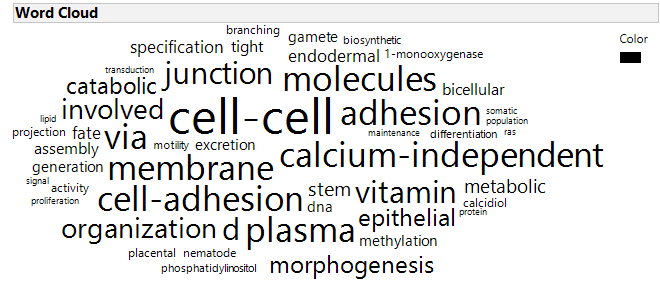 Word Cloud
Color
branching
gamete
biosynthetic
specification
tight
endodermal
1-monooxygenase
transduction
junction
molecules
catabolic
bicellular
involved
cell-cell
adhesion
somatic
population
lipid
projection
fate
via
motility
excretion
maintenance
differentiation
ras
assembly
generation
membrane
calcium-independent
signal
activity
cell-adhesion
stem
vitamin
metabolic
proliferation
dna
calcidiol
epithelial
protein
organization
d
plasma
methylation
placental
nematode
phosphatidylinositol
morphogenesis